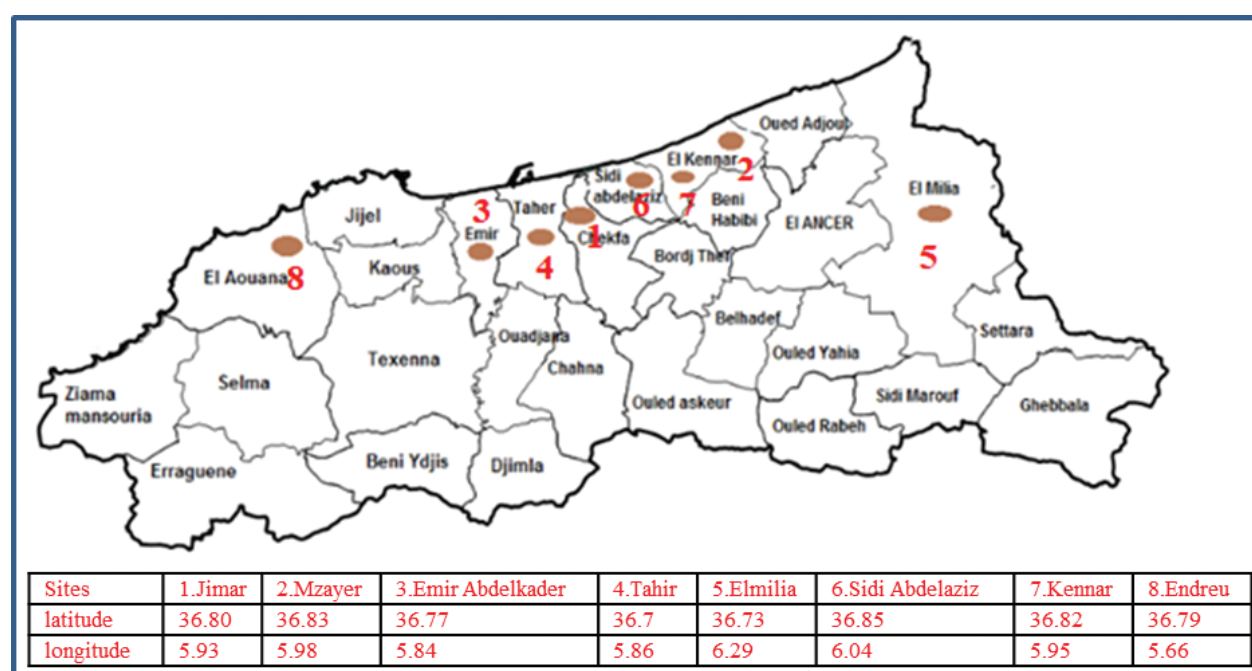 Oued Adjoul
El Kennar
2
Sidi
abdelaziz
6
7
El Milia
Jijel
3
Taher
Beni
Habibi
El ANCER
Emir
1
Chekfa
Bordj Ther
5
El Aouana
8
Kaous
4
Belhadef
Settara
Ouadjana
Texenna
Ouled Yahia
Chahna
Selma
Ziama
mansouria
Ouled askeur
Sidi Marouf
Ghebbala
Ouled Rabeh
Erraguene
Beni Ydjis
Djimla
Sites 1.Jimar 2.Mzayer 3.Emir Abdelkader 4.Tahir 5.Elmilia 6.Sidi Abdelaziz 7.Kennar 8.Endreu
latitude 36.80 36.83 36.77 36.7 36.73 36.85 36.82 36.79
longitude 5.93 5.98 5.84 5.86 6.29 6.04 5.95 5.66